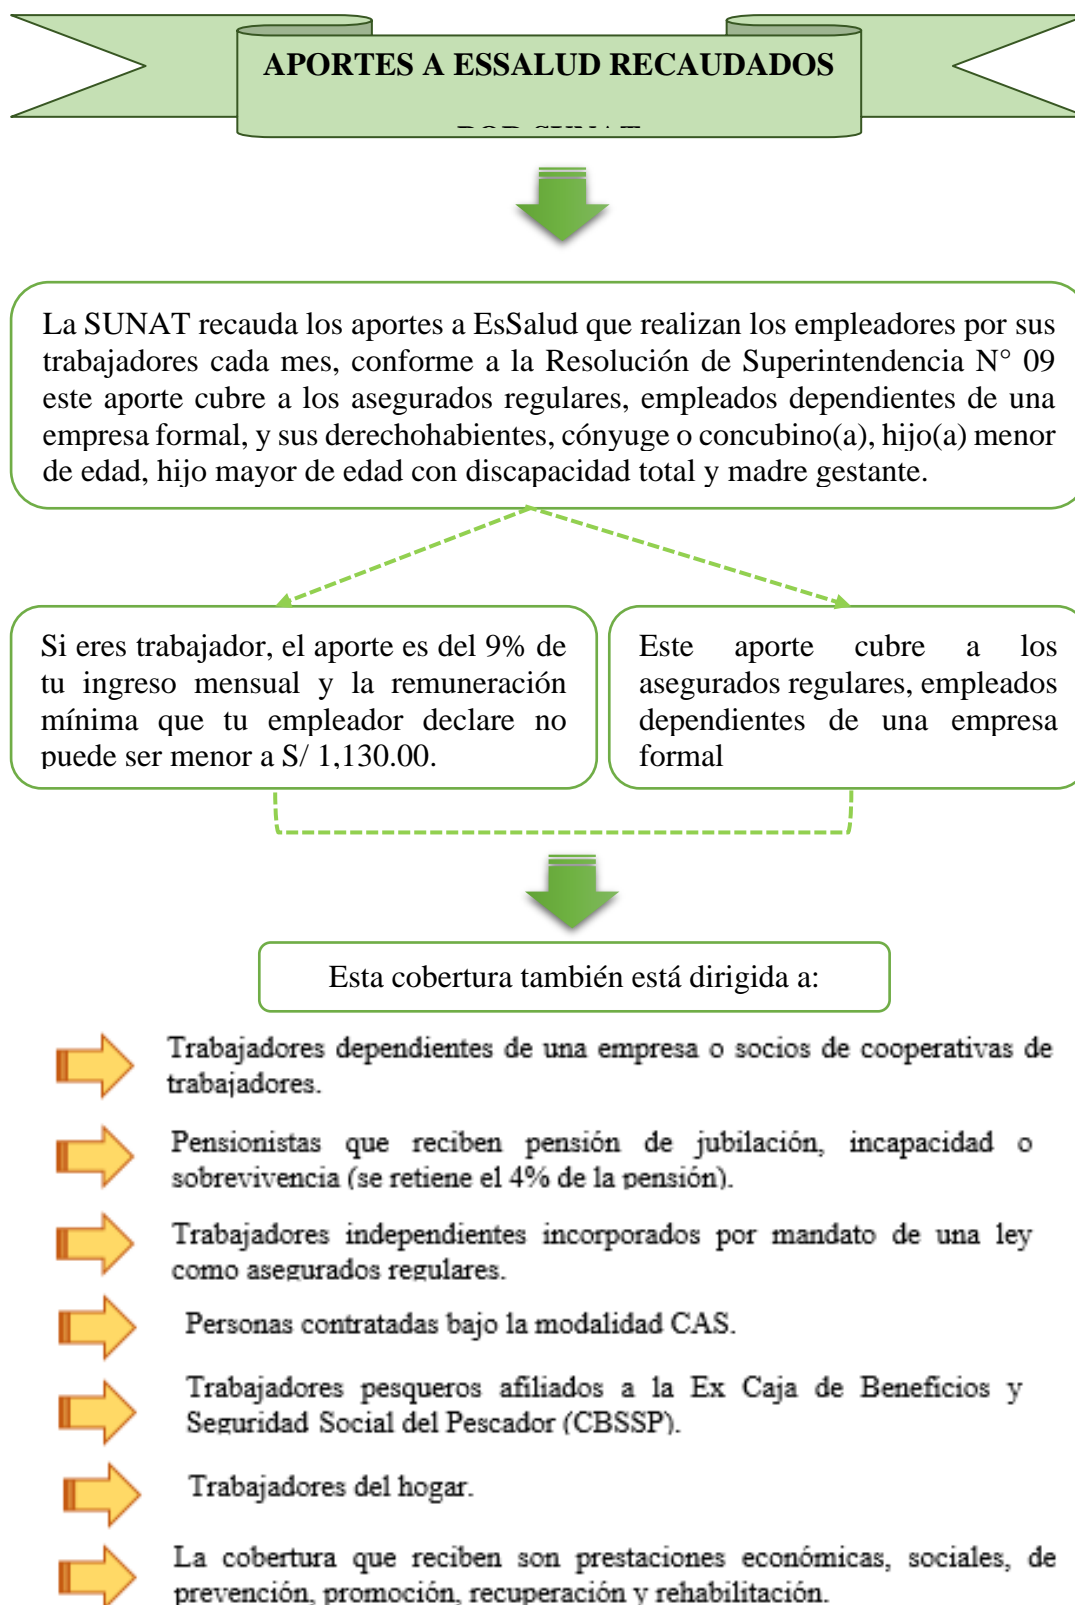 APORTES A ESSALUD RECAUDADOS
POR SUNAT
La SUNAT recauda los aportes a EsSalud que realizan los empleadores por sus
trabajadores cada mes, conforme a la Resolución de Superintendencia N° 09
este aporte cubre a los asegurados regulares, empleados dependientes de una
empresa formal, y sus derechohabientes, cónyuge o concubino(a), hijo(a) menor
de edad, hijo mayor de edad con discapacidad total y madre gestante.
Si eres trabajador, el aporte es del 9% de
tu ingreso mensual y la remuneración
mínima que tu empleador declare no
puede ser menor a S/ 1,130.00.
Este aporte cubre a los
asegurados regulares, empleados
dependientes de una empresa
formal
Esta cobertura también está dirigida a:
Trabajadores dependientes de una empresa o socios de cooperativas de
trabajadores.
Pensionistas que reciben pensión de jubilación, incapacidad o
sobrevivencia (se retiene el 4% de la pensión).
Trabajadores independientes incorporados por mandato de una ley
como asegurados regulares.
Personas contratadas bajo la modalidad CAS.
Trabajadores pesqueros afiliados a la Ex Caja de Beneficios y
Seguridad Social del Pescador (CBSSP).
Trabajadores del hogar.
La cobertura que reciben son prestaciones económicas, sociales, de
prevención, promoción, recuperación y rehabilitación.